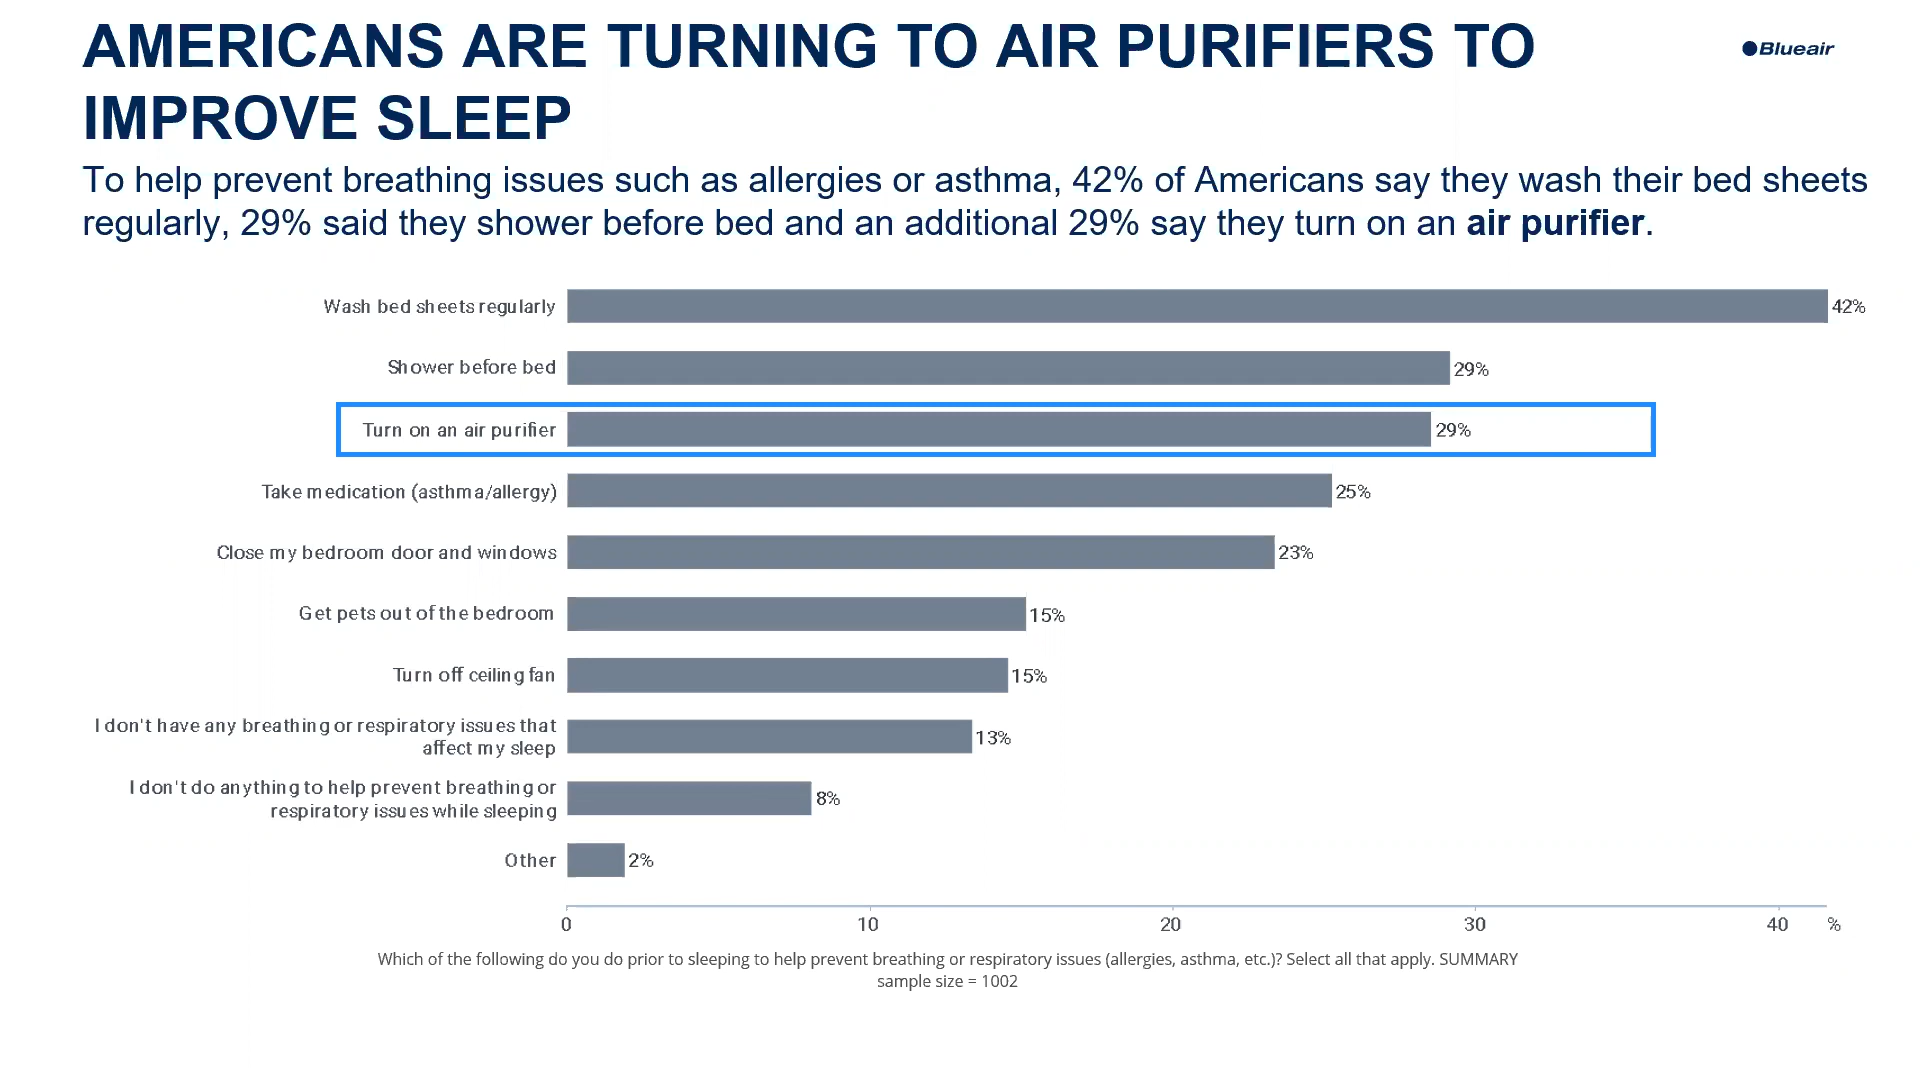 AMERICANS ARE TURNING TO AIR PURIFIERS TO
IMPROVE SLEEP
Blueair
To help prevent breathing issues such as allergies or asthma, 42% of Americans say they wash their bed sheets
regularly, 29% said they shower before bed and an additional 29% say they turn on an air purifier.
Wash bed sheets regularly 42%
Shower before bed 29%
Turn on an air purifier 29%
Take medication (asthma/allergy) 25%
Close my bedroom door and windows 23%
Get pets out of the bedroom 15%
Turn off ceiling fan 15%
I don't have any breathing or respiratory issues that
affect my sleep 13%
I don't do anything to help prevent breathing or
respiratory issues while sleeping 8%
Other 2%
0 10 20 30 40 %
Which of the following do you do prior to sleeping to help prevent breathing or respiratory issues (allergies, asthma, etc.)? Select all that apply. SUMMARY
sample size = 1002